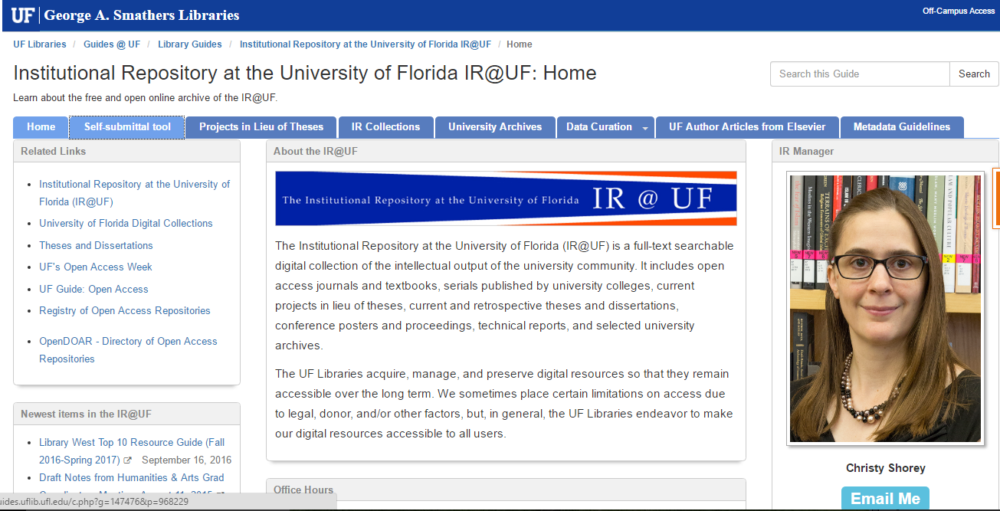 UF George A. Smathers Libraries
Off-Campus Access
UF Libraries / Guides @ UF / Library Guides / Institutional Repository at the University of Florida IR@UF / Home
Institutional Repository at the University of Florida IR@UF: Home
Search this Guide
Search
Learn about the free and open online archive of the IR@UF.
Home Self-submittal tool Projects in Lieu of Theses IR Collections University Archives Data Curation UF Author Articles from Elsevier Metadata Guidelines
Related Links
Institutional Repository at the University of
Florida (IR@UF)
University of Florida Digital Collections
Theses and Dissertations
UF's Open Access Week
UF Guide: Open Access
Registry of Open Access Repositories
OpenDOAR - Directory of Open Access
Repositories
Newest items in the IR@UF
Library West Top 10 Resource Guide (Fall
2016-Spring 2017) September 16, 2016
Draft Notes from Humanities & Arts Grad
uides.uflib.ufl.edu/c.php?g=147476&p=968229
About the IR@UF
The Institutional Repository at the University of Florida IR @ UF
The Institutional Repository at the University of Florida (IR@UF) is a full-text searchable
digital collection of the intellectual output of the university community. It includes open
access journals and textbooks, serials published by university colleges, current
projects in lieu of theses, current and retrospective theses and dissertations,
conference posters and proceedings, technical reports, and selected university
archives.
The UF Libraries acquire, manage, and preserve digital resources so that they remain
accessible over the long term. We sometimes place certain limitations on access due
to legal, donor, and/or other factors, but, in general, the UF Libraries endeavor to make
our digital resources accessible to all users.
Office Hours
IR Manager
Christy Shorey
Email Me